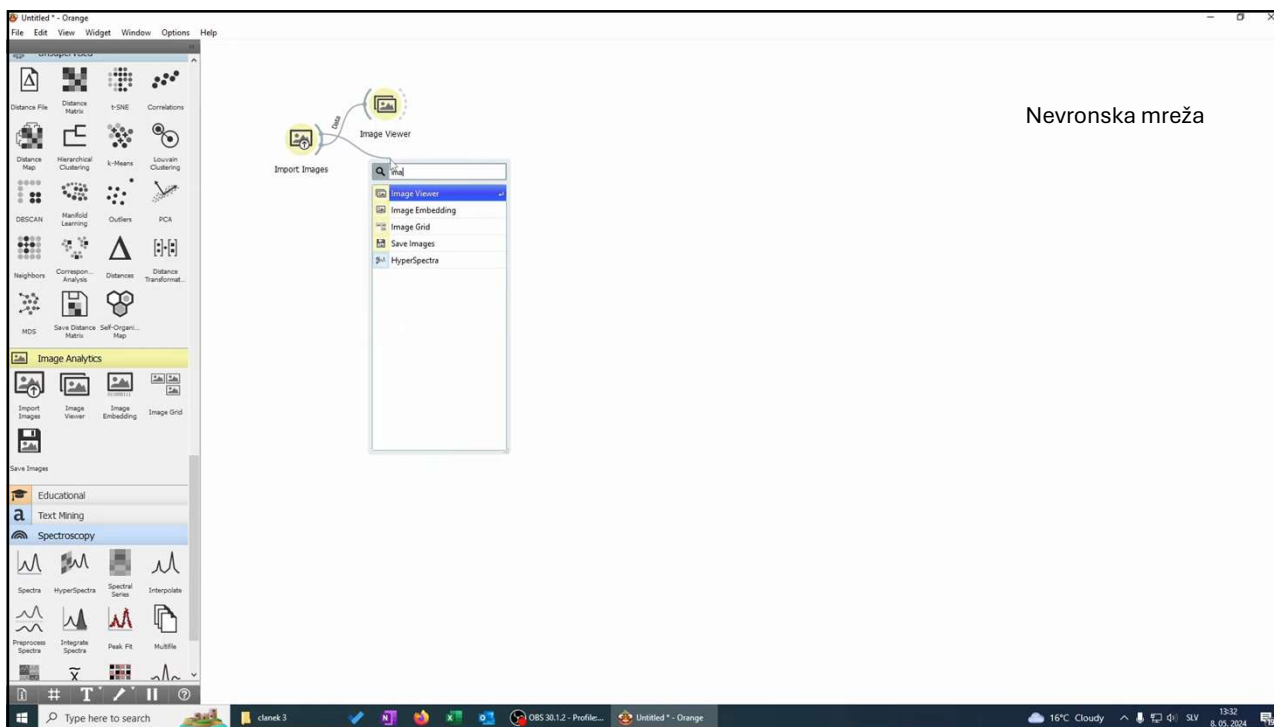 Untitled * - Orange
File Edit View Widget Window Options Help
Unsupervised
Distance File
Distance Matrix
t-SNE
Correlations
Distance Map
Hierarchical Clustering
k-Means
Louvain Clustering
DBSCAN
Manifold Learning
Outliers
PCA
Neighbors
Correspon... Analysis
Distances
Distance Transformat...
MDS
Save Distance Matrix
Self-Organi... Map
Image Analytics
Import Images
Image Viewer
Image Embedding
Image Grid
Save Images
Educational
a Text Mining
Spectroscopy
Spectra
HyperSpectra
Spectral Series
Interpolate
Preprocess Spectra
Integrate Spectra
Peak Fit
Multifile
Data
Image Viewer
Import Images
ima
Image Viewer
Image Embedding
Image Grid
Save Images
HyperSpectra
Nevronska mreža
Type here to search
clanek 3
OBS 30.1.2 - Profile:...
Untitled * - Orange
16°C Cloudy
SLV
13:32
8. 05. 2024